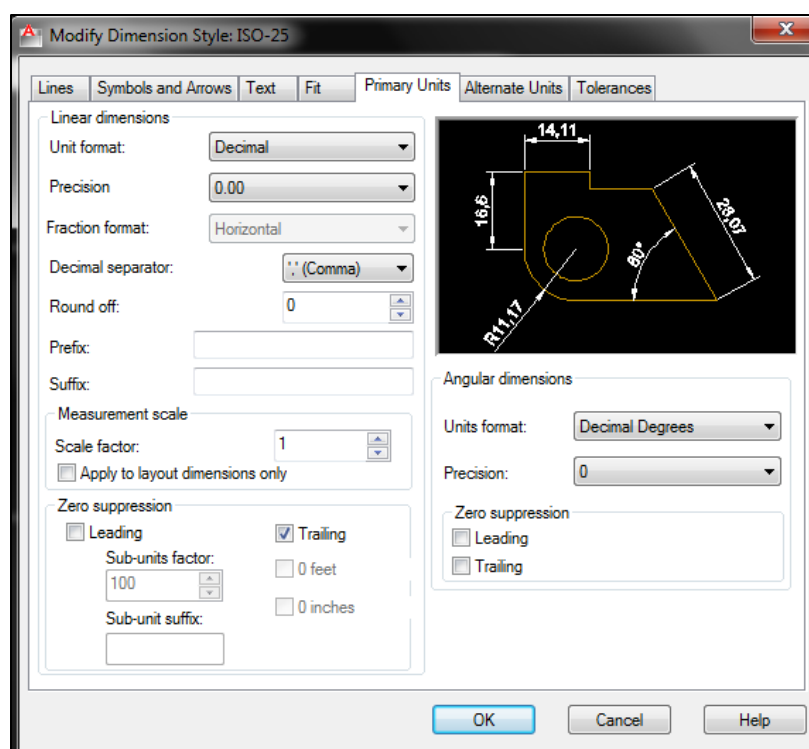 Modify Dimension Style: ISO-25
Lines Symbols and Arrows Text Fit Primary Units Alternate Units Tolerances
Linear dimensions
Unit format: Decimal
Precision 0.00
Fraction format: Horizontal
Decimal separator: ',' (Comma)
Round off: 0
Prefix:
Suffix:
Measurement scale
Scale factor: 1
Apply to layout dimensions only
Zero suppression
Leading
Trailing
Sub-units factor:
100
0 feet
Sub-unit suffix:
0 inches
14,11
16,6
28,07
60°
R11,17
Angular dimensions
Units format: Decimal Degrees
Precision: 0
Zero suppression
Leading
Trailing
OK Cancel Help